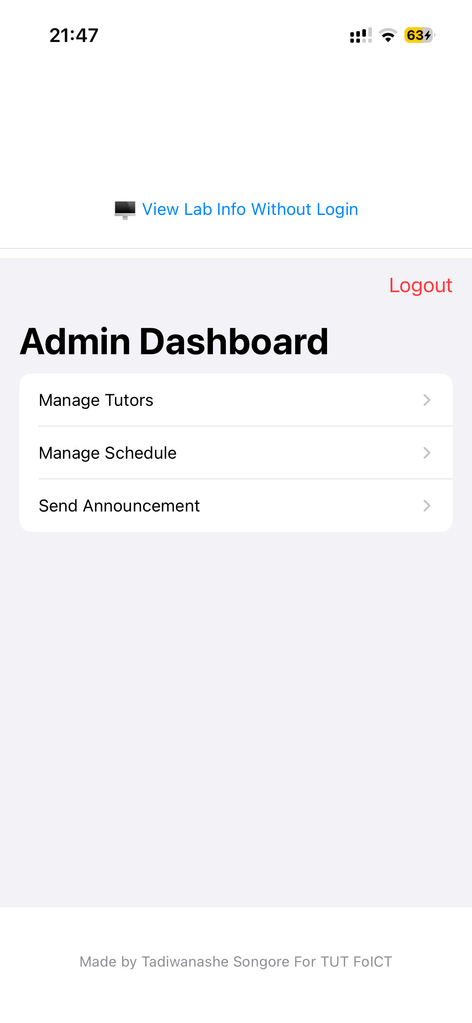 21:47
63
View Lab Info Without Login
Logout
Admin Dashboard
Manage Tutors
Manage Schedule
Send Announcement
Made by Tadiwanashe Songore For TUT FoICT